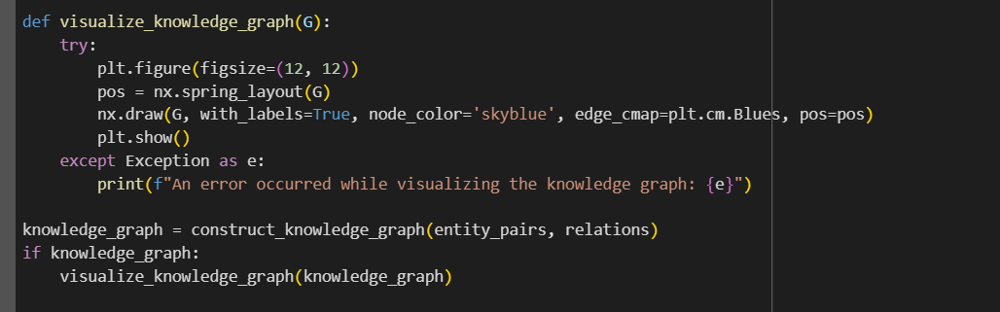 def visualize_knowledge_graph(G):
    try:
        plt.figure(figsize=(12, 12))
        pos = nx.spring_layout(G)
        nx.draw(G, with_labels=True, node_color='skyblue', edge_cmap=plt.cm.Blues, pos=pos)
        plt.show()
    except Exception as e:
        print(f"An error occurred while visualizing the knowledge graph: {e}")

knowledge_graph = construct_knowledge_graph(entity_pairs, relations)
if knowledge_graph:
    visualize_knowledge_graph(knowledge_graph)